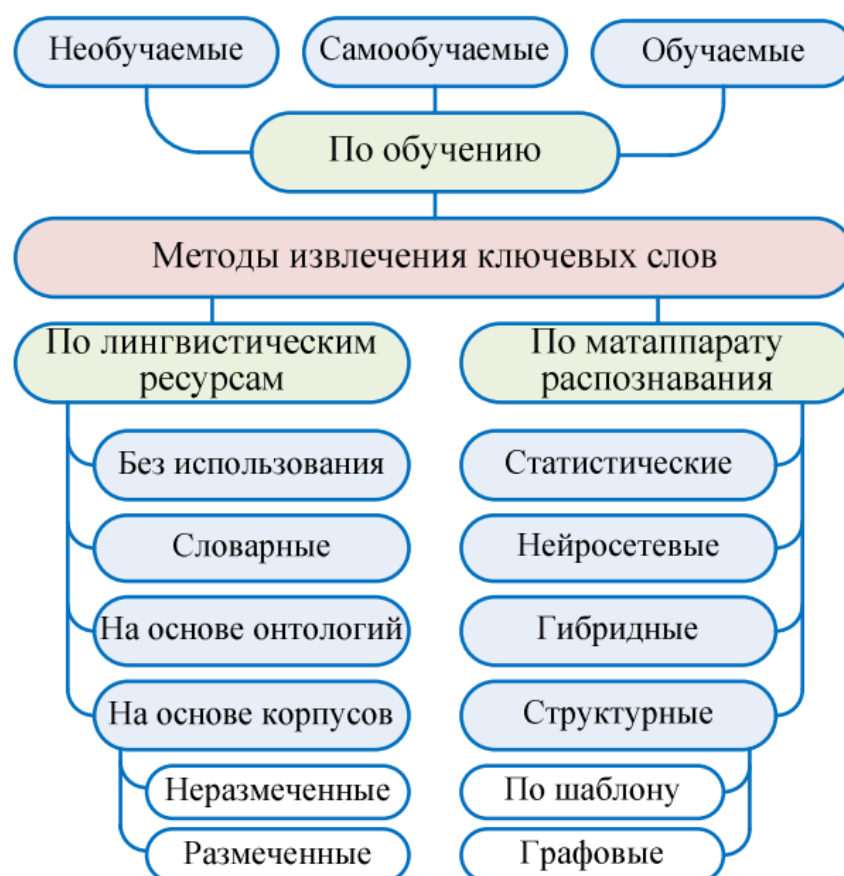 Необучаемые
Самообучаемые
Обучаемые
По обучению
Методы извлечения ключевых слов
По лингвистическим
ресурсам
Без использования
Словарные
На основе онтологий
На основе корпусов
Неразмеченные
Размеченные
По матаппарату
распознавания
Статистические
Нейросетевые
Гибридные
Структурные
По шаблону
Графовые